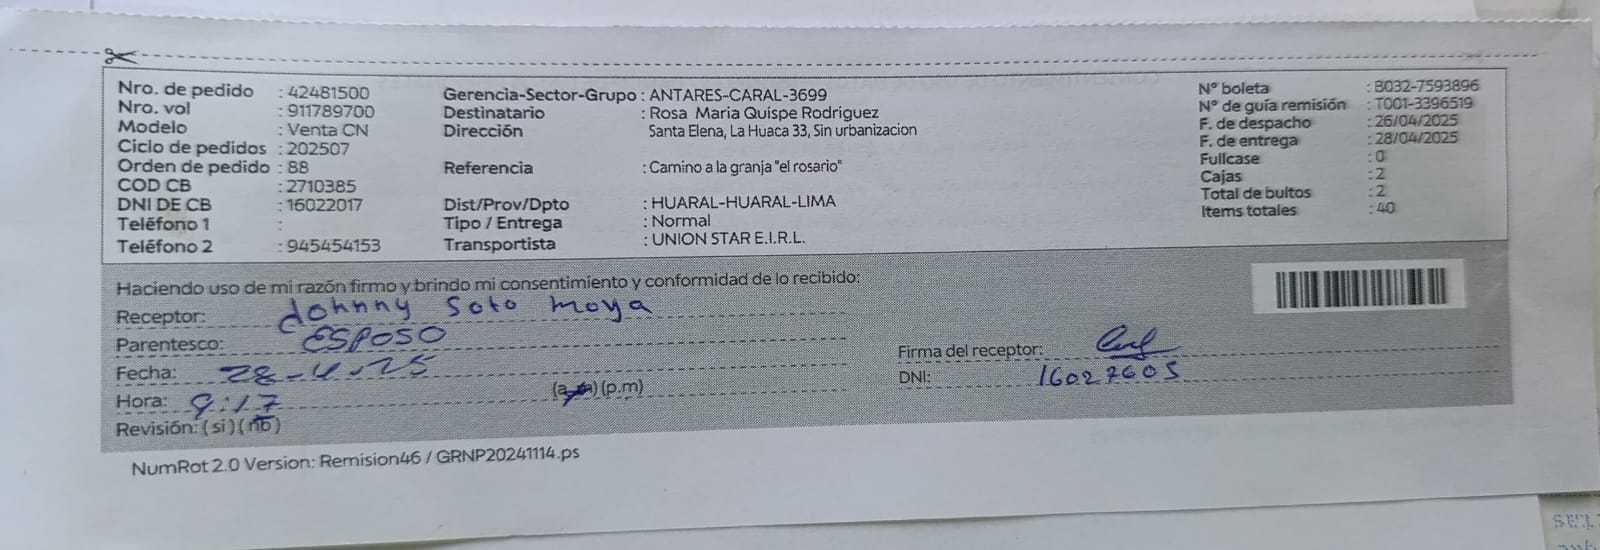 Nro. de pedido : 42481500
Nro. vol : 911789700
Modelo : Venta CN
Ciclo de pedidos : 202507
Orden de pedido : 88
COD CB : 2710385
DNI DE CB : 16022017
Teléfono 1 :
Teléfono 2 : 945454153
Gerencia-Sector-Grupo : ANTARES-CARAL-3699
Destinatario : Rosa Maria Quispe Rodriguez
Dirección Santa Elena, La Huaca 33, Sin urbanizacion
Referencia : Camino a la granja "el rosario"
Dist/Prov/Dpto : HUARAL-HUARAL-LIMA
Tipo / Entrega : Normal
Transportista : UNION STAR E.I.R.L.
N° boleta : B032-7593896
N° de guía remisión : T001-3396519
F. de despacho : 26/04/2025
F. de entrega : 28/04/2025
Fullcase : 0
Cajas : 2
Total de bultos : 2
Items totales : 40
Haciendo uso de mi razón firmo y brindo mi consentimiento y conformidad de lo recibido:
Receptor: Johnny Soto Moya
Parentesco: ESPOSO
Fecha: 28-4-25
Hora: 9:17 (a.m)(p.m)
Revisión: (si)(no)
Firma del receptor:
DNI: 16027605
NumRot 2.0 Version: Remision46 / GRNP20241114.ps